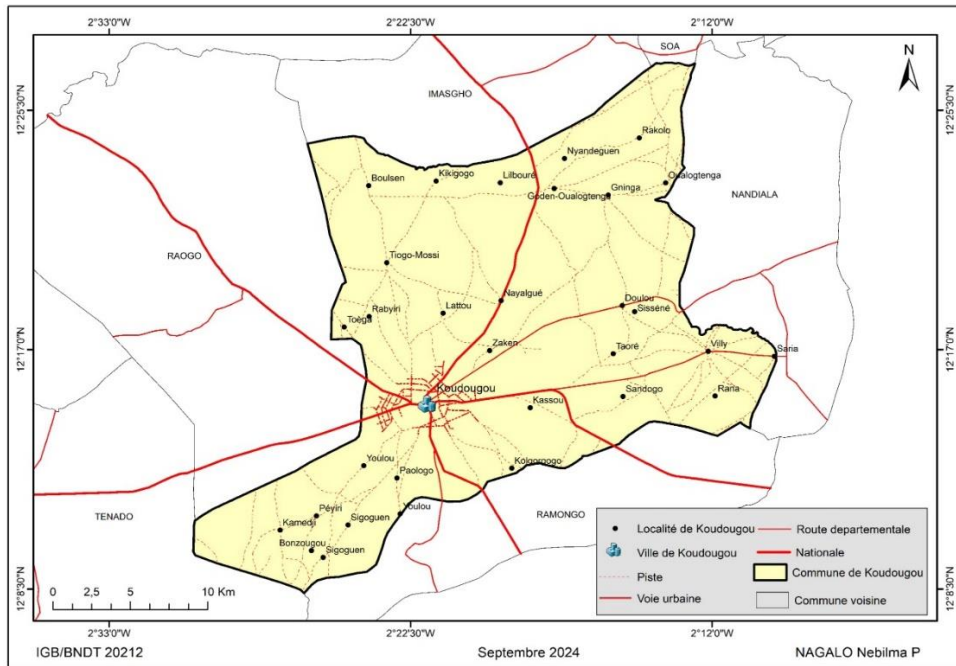 2°33'0"W 2°22'30"W 2°12'0"W
SOA
N
IMASGHO
12°25'30"N 12°25'30"N
Rakolo
Nyandeguen
Boulsen Kikigogo Lilbouré Oualogtenga
Goden-Oualogtenga Gninga
NANDIALA
RAOGO
Tiogo-Mossi
Nayalgué Doulou
Rabyiri Lattou Sisséné
Toéga
12°17'0"N Zaken Taoré Villy Saria 12°17'0"N
Koudougou
Kassou Sandogo Rana
Youlou Kolgorgogo
Paologo
TENADO Péyiri Youlou RAMONGO
Kamedji Sigoguen
Bonzougou Sigoguen
Localité de Koudougou Route departementale
Ville de Koudougou Nationale
Piste Commune de Koudougou
Voie urbaine Commune voisine
12°8'30"N 12°8'30"N
0 2,5 5 10 Km
2°33'0"W 2°22'30"W 2°12'0"W
IGB/BNDT 20212 Septembre 2024 NAGALO Nebilma P